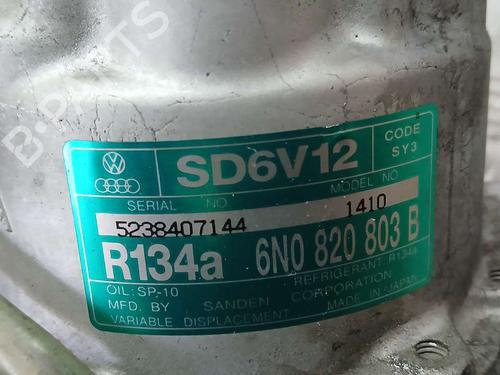 B-PARTS
SD6V12
CODE
SY3
SERIAL NO.
MODEL NO
5238407144
1410
R134a
6N0 820 803 B
REFRIGERANT R134a
OIL: SP-10
MFD. BY SANDEN CORPORATION
VARIABLE DISPLACEMENT MADE IN JAPAN